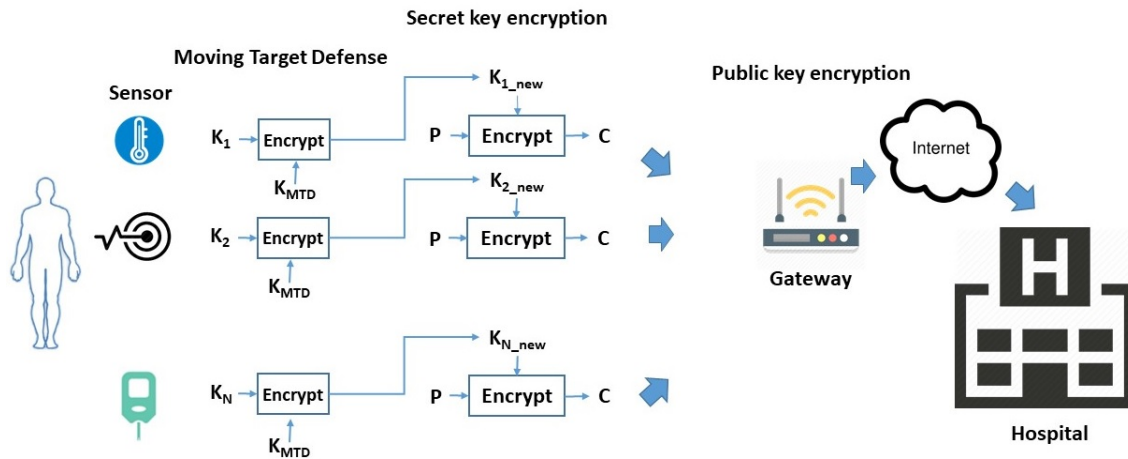 Secret key encryption
Moving Target Defense
Public key encryption
Sensor
K1
Encrypt
KMTD
K1_new
P
Encrypt
C
K2
Encrypt
KMTD
K2_new
P
Encrypt
C
KN
Encrypt
KMTD
KN_new
P
Encrypt
C
Gateway
Internet
H
Hospital